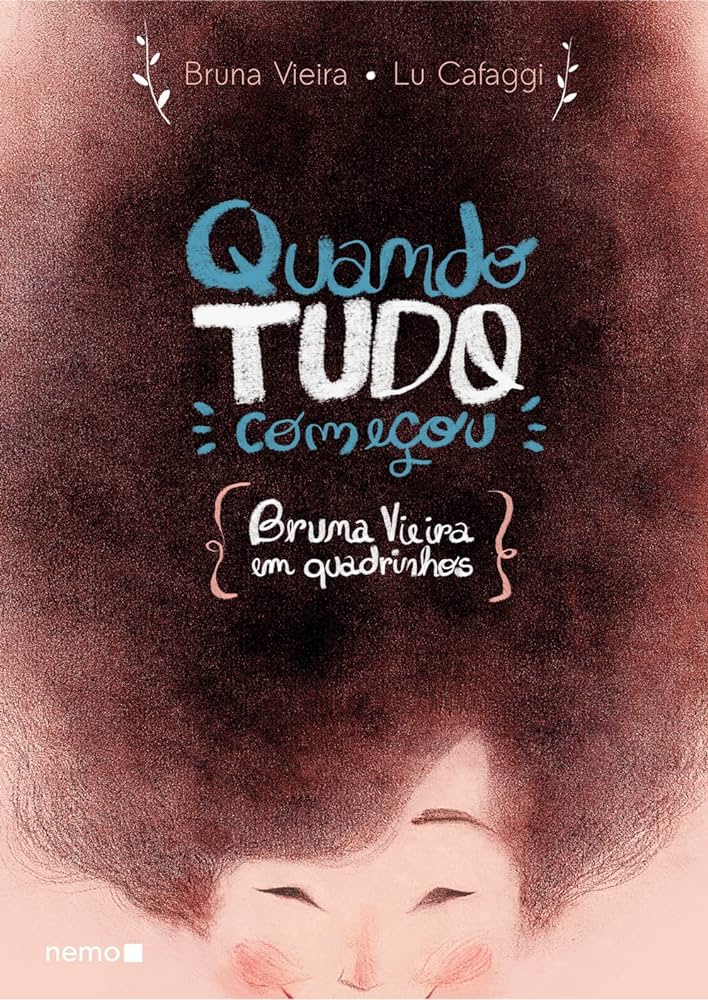 Bruna Vieira • Lu Cafaggi
Quando
TUDO
começou
{Bruna Vieira
em quadrinhos}
nemo